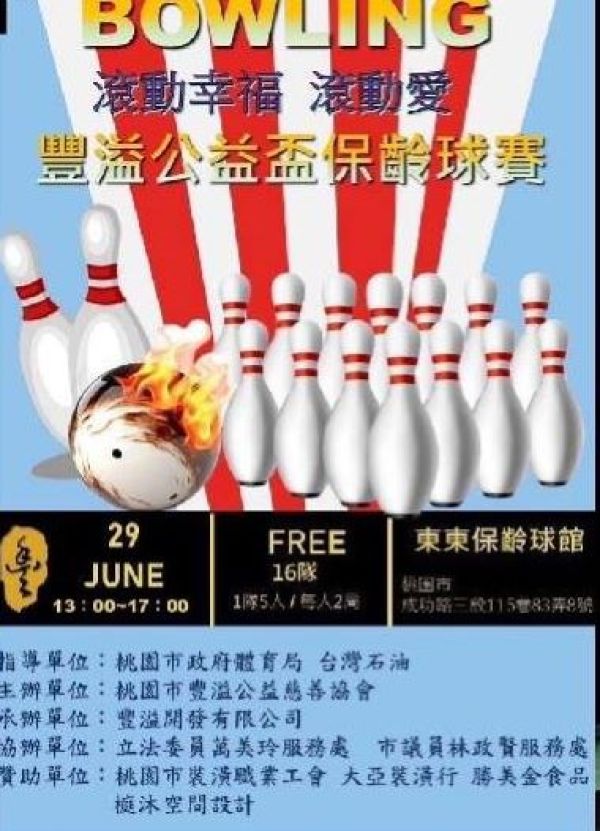 BOWLING
滾動幸福 滾動愛
豐溢公益盃保齡球賽
29
JUNE
13:00~17:00
FREE
16隊
1隊5人 / 每人2局
東東保齡球館
桃園市
成功路三段115巷83弄8號
指導單位：桃園市政府體育局 台灣石油
主辦單位：桃園市豐溢公益慈善協會
承辦單位：豐溢開發有限公司
協辦單位：立法委員萬美玲服務處 市議員林政賢服務處
贊助單位：桃園市裝潢職業工會 大亞裝潢行 勝美金食品
梃沐空間設計